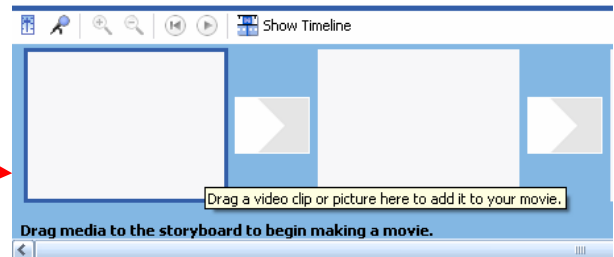 Show Timeline
Drag a video clip or picture here to add it to your movie.
Drag media to the storyboard to begin making a movie.